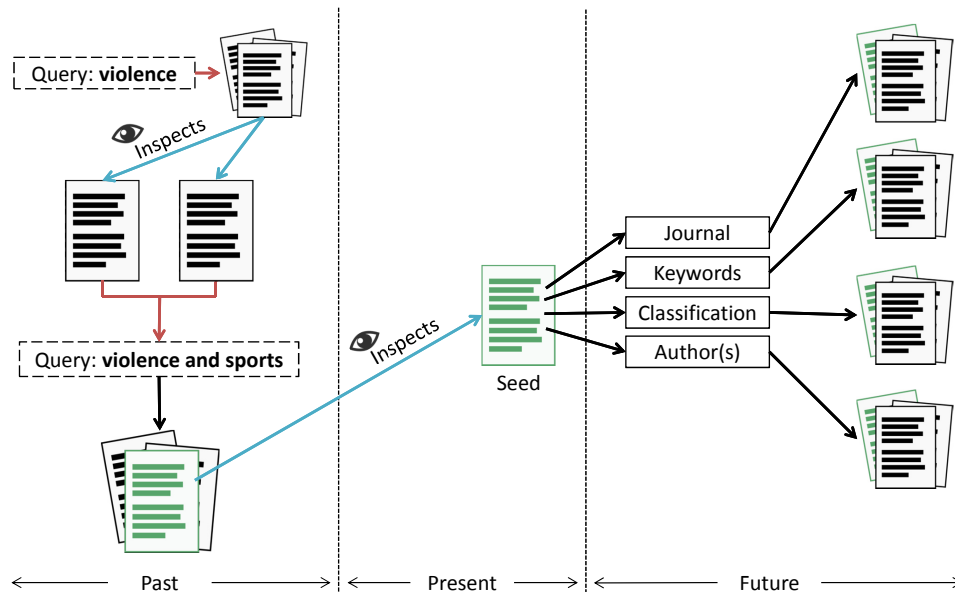 Query: violence
Inspects
Query: violence and sports
Inspects
Seed
Journal
Keywords
Classification
Author(s)
Past
Present
Future